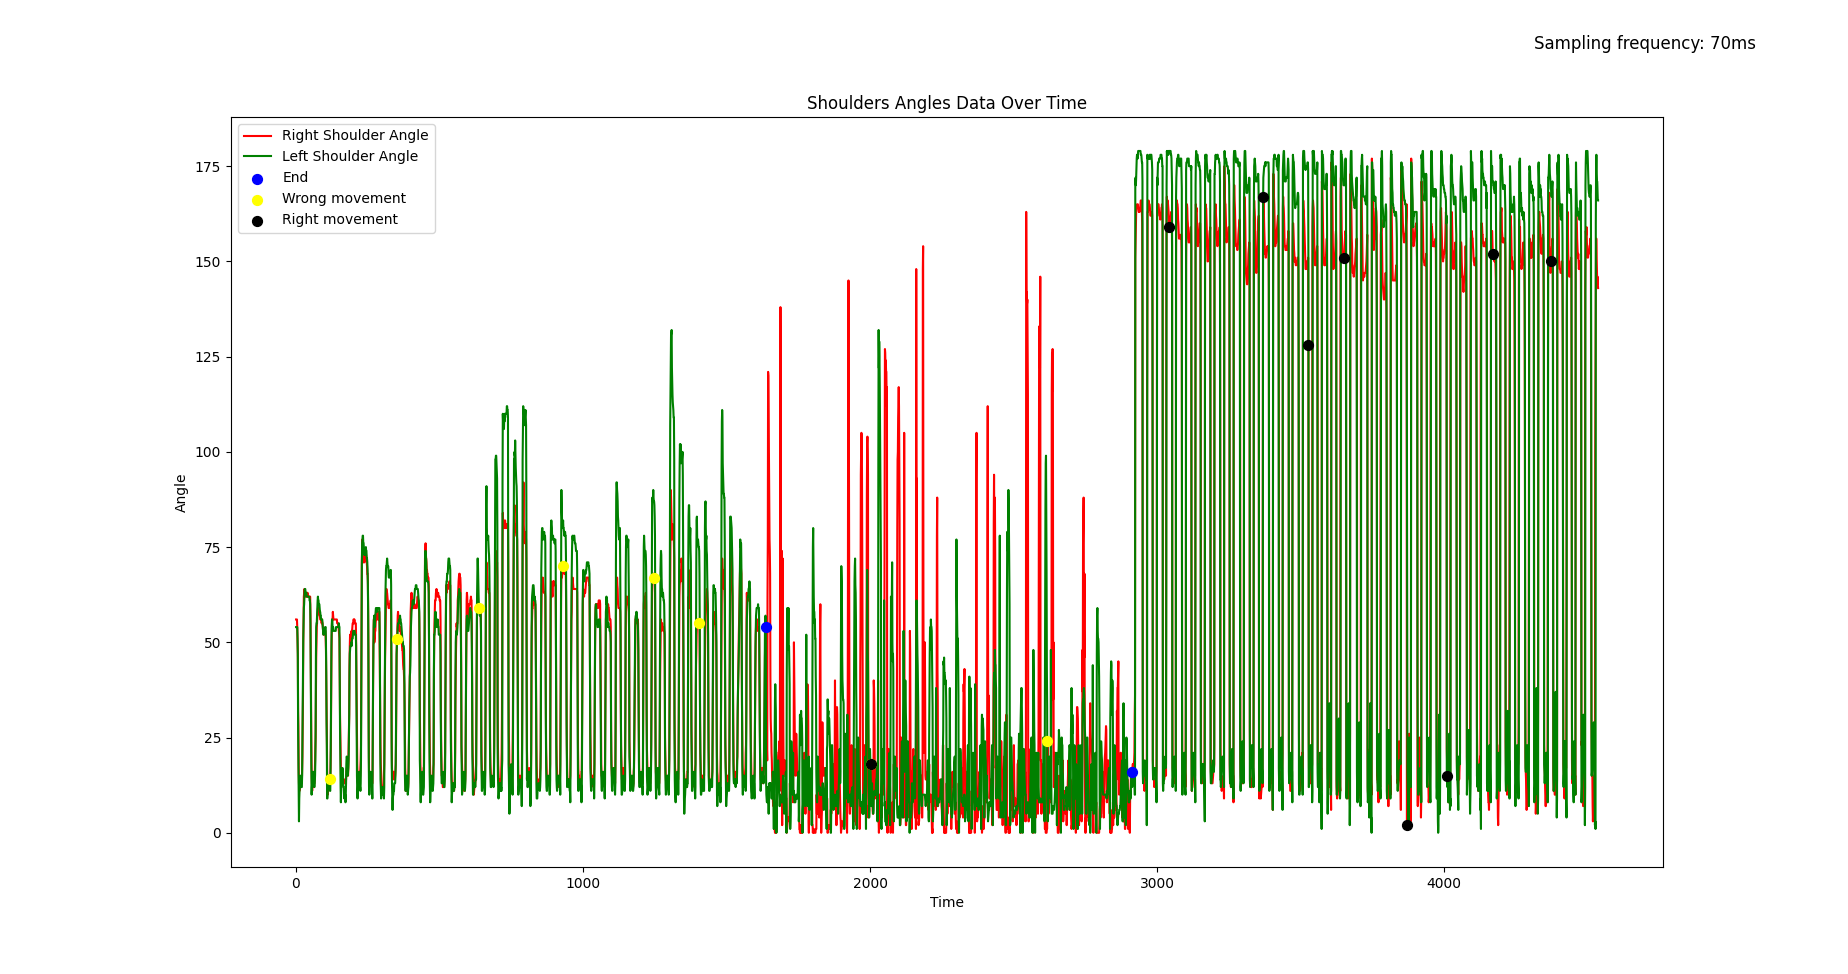 Sampling frequency: 70ms
Shoulders Angles Data Over Time
Right Shoulder Angle
Left Shoulder Angle
End
Wrong movement
Right movement
175
150
125
100
75
50
25
0
Angle
0 1000 2000 3000 4000
Time